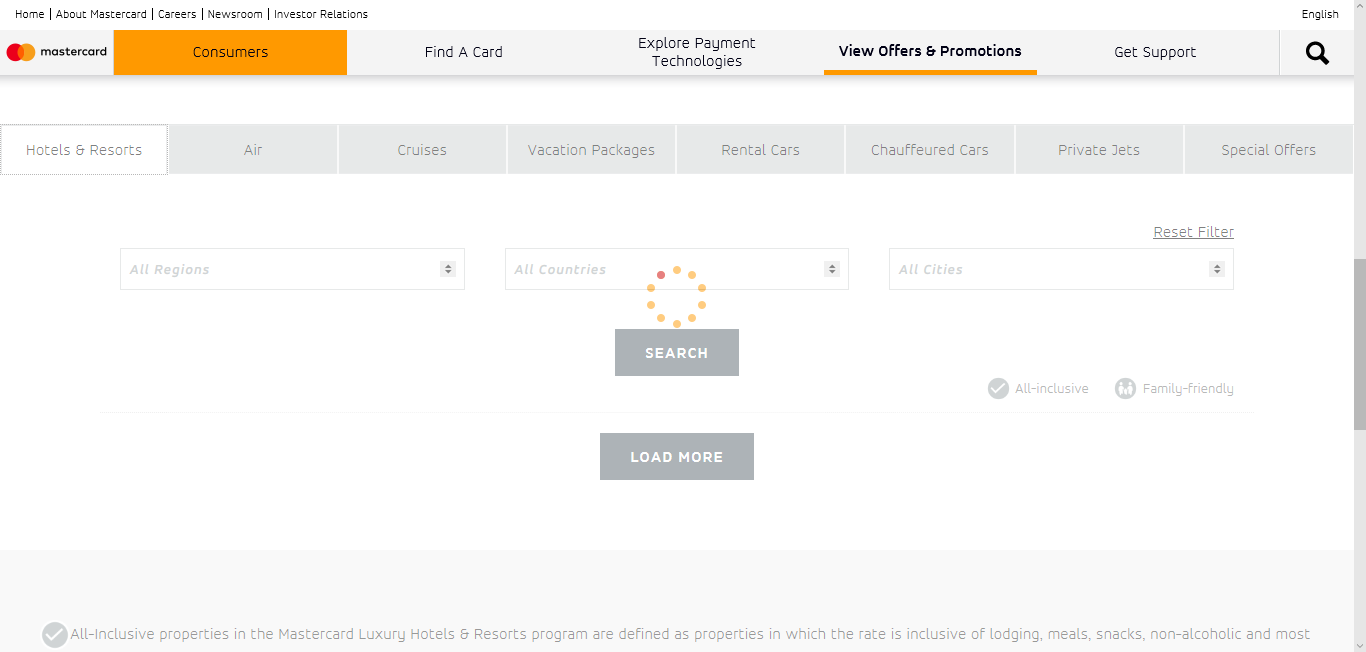 Home | About Mastercard | Careers | Newsroom | Investor Relations
English
mastercard
Consumers
Find A Card
Explore Payment
Technologies
View Offers & Promotions
Get Support
Hotels & Resorts
Air
Cruises
Vacation Packages
Rental Cars
Chauffeured Cars
Private Jets
Special Offers
Reset Filter
All Regions
All Countries
All Cities
SEARCH
All-inclusive
Family-friendly
LOAD MORE
All-Inclusive properties in the Mastercard Luxury Hotels & Resorts program are defined as properties in which the rate is inclusive of lodging, meals, snacks, non-alcoholic and most